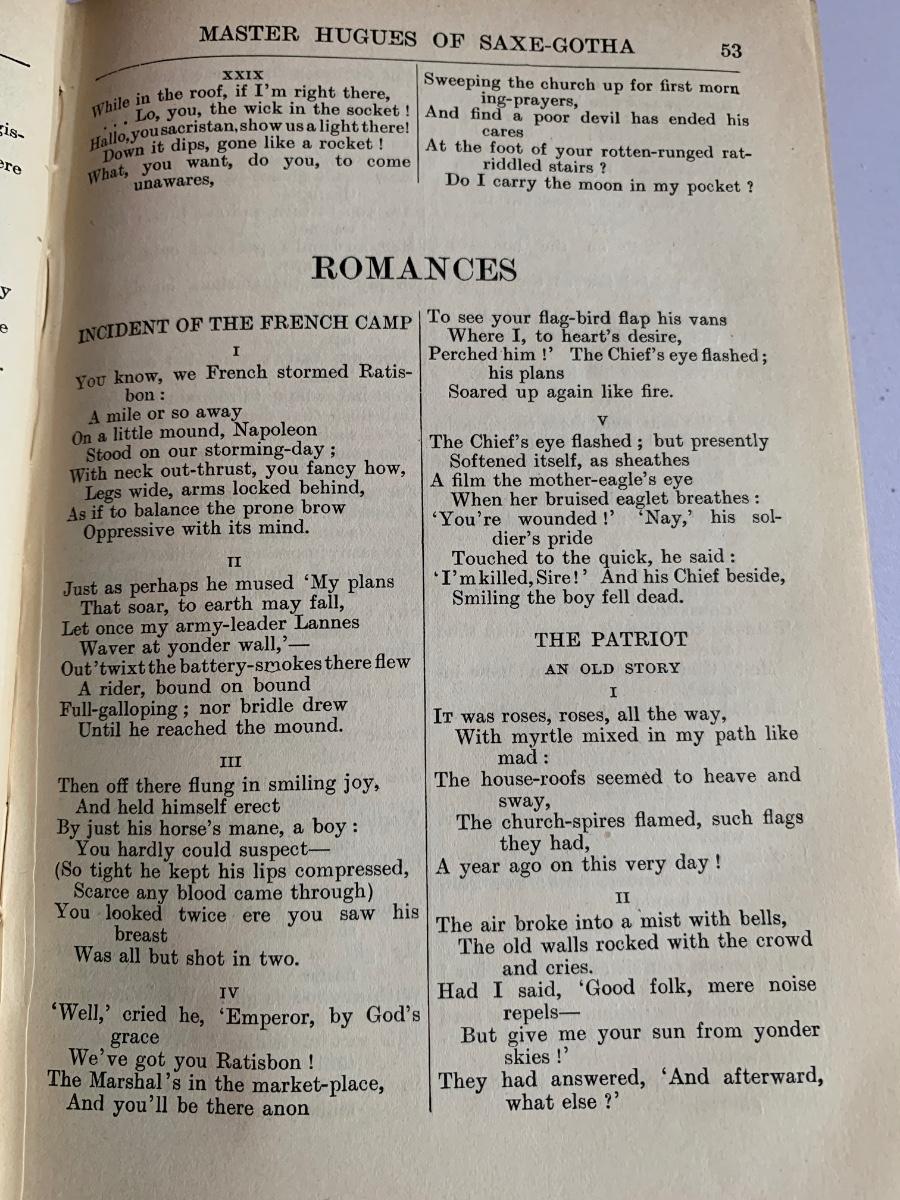 MASTER HUGUES OF SAXE-GOTHA 53
XXIX
While in the roof, if I'm right there,
. . . Lo, you, the wick in the socket !
Hallo, you sacristan, show us a light there!
Down it dips, gone like a rocket !
What, you want, do you, to come
unawares,
Sweeping the church up for first morn
ing-prayers,
And find a poor devil has ended his
cares
At the foot of your rotten-runged rat-
riddled stairs ?
Do I carry the moon in my pocket ?
ROMANCES
INCIDENT OF THE FRENCH CAMP
I
You know, we French stormed Ratis-
bon :
A mile or so away
On a little mound, Napoleon
Stood on our storming-day ;
With neck out-thrust, you fancy how,
Legs wide, arms locked behind,
As if to balance the prone brow
Oppressive with its mind.
II
Just as perhaps he mused ‘My plans
That soar, to earth may fall,
Let once my army-leader Lannes
Waver at yonder wall,’—
Out ’twixt the battery-smokes there flew
A rider, bound on bound
Full-galloping ; nor bridle drew
Until he reached the mound.
III
Then off there flung in smiling joy,
And held himself erect
By just his horse's mane, a boy :
You hardly could suspect—
(So tight he kept his lips compressed,
Scarce any blood came through)
You looked twice ere you saw his
breast
Was all but shot in two.
IV
‘Well,’ cried he, ‘Emperor, by God's
grace
We've got you Ratisbon !
The Marshal's in the market-place,
And you'll be there anon
To see your flag-bird flap his vans
Where I, to heart's desire,
Perched him !’ The Chief's eye flashed ;
his plans
Soared up again like fire.
V
The Chief's eye flashed ; but presently
Softened itself, as sheathes
A film the mother-eagle's eye
When her bruised eaglet breathes :
‘You're wounded !’ ‘Nay,’ his sol-
dier's pride
Touched to the quick, he said :
‘I'm killed, Sire !’ And his Chief beside,
Smiling the boy fell dead.
THE PATRIOT
AN OLD STORY
I
IT was roses, roses, all the way,
With myrtle mixed in my path like
mad :
The house-roofs seemed to heave and
sway,
The church-spires flamed, such flags
they had,
A year ago on this very day !
II
The air broke into a mist with bells,
The old walls rocked with the crowd
and cries.
Had I said, ‘Good folk, mere noise
repels—
But give me your sun from yonder
skies !’
They had answered, ‘And afterward,
what else ?’